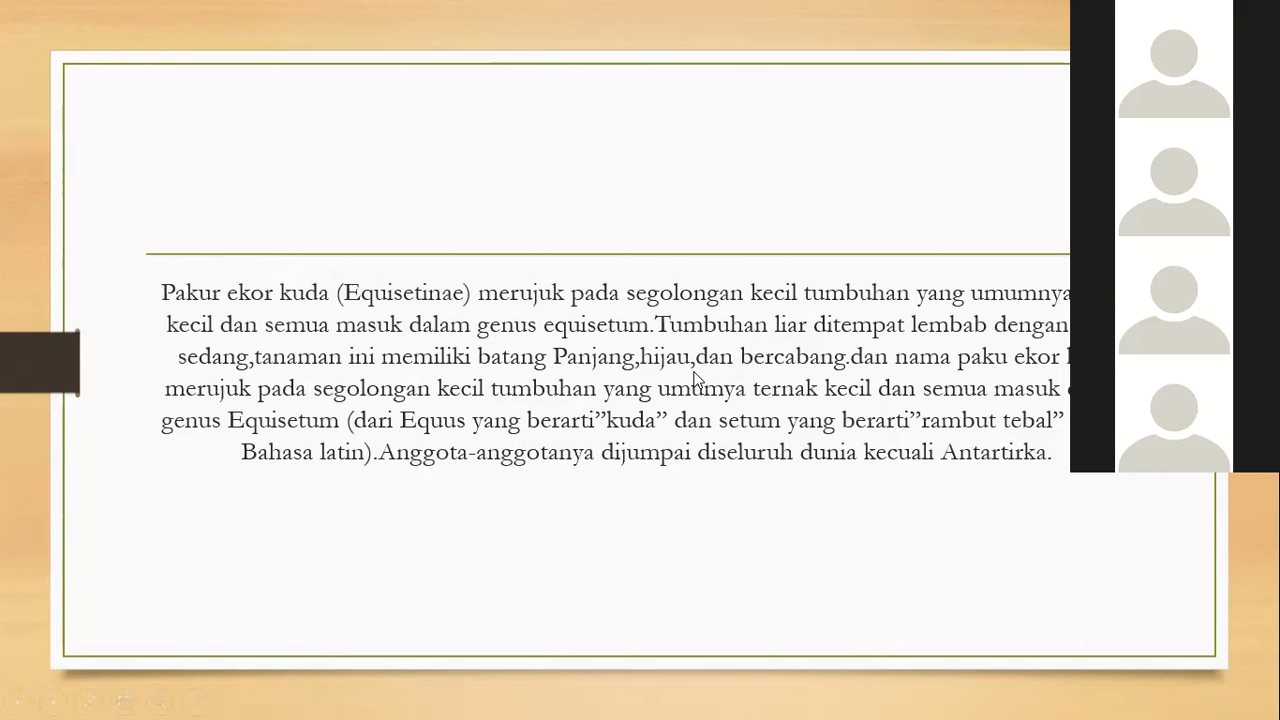 Pakur ekor kuda (Equisetinae) merujuk pada segolongan kecil tumbuhan yang umumnya
kecil dan semua masuk dalam genus equisetum.Tumbuhan liar ditempat lembab dengan
sedang,tanaman ini memiliki batang Panjang,hijau,dan bercabang.dan nama paku ekor
merujuk pada segolongan kecil tumbuhan yang umumnya ternak kecil dan semua masuk
genus Equisetum (dari Equus yang berarti”kuda” dan setum yang berarti”rambut tebal”
Bahasa latin).Anggota-anggotanya dijumpai diseluruh dunia kecuali Antartirka.